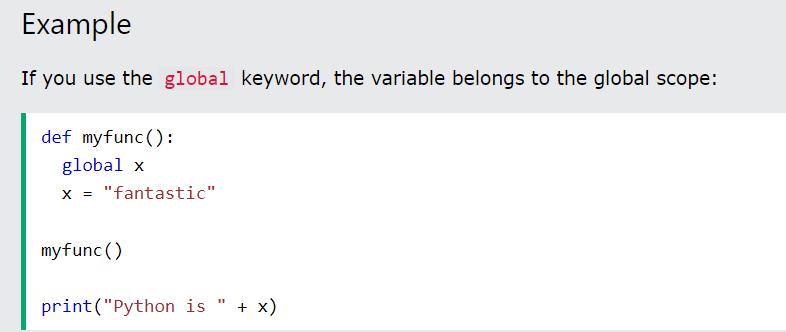 Example
If you use the global keyword, the variable belongs to the global scope:
def myfunc():
  global x
  x = "fantastic"
myfunc()
print("Python is " + x)